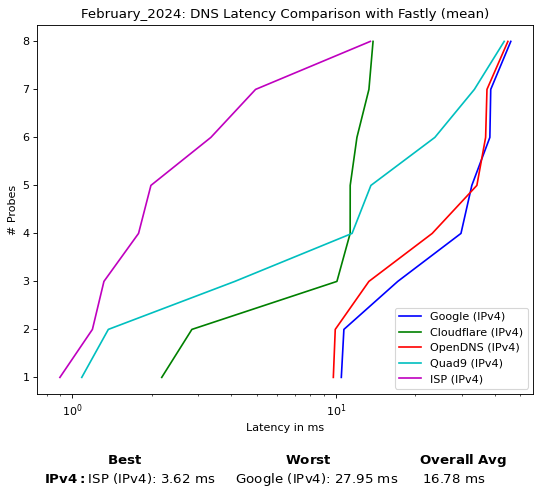 February_2024: DNS Latency Comparison with Fastly (mean)
8
7
6
5
4
3
2
1
# Probes
Google (IPv4)
Cloudflare (IPv4)
OpenDNS (IPv4)
Quad9 (IPv4)
ISP (IPv4)
10⁰ 10¹
Latency in ms
Best Worst Overall Avg
IPv4: ISP (IPv4): 3.62 ms Google (IPv4): 27.95 ms 16.78 ms